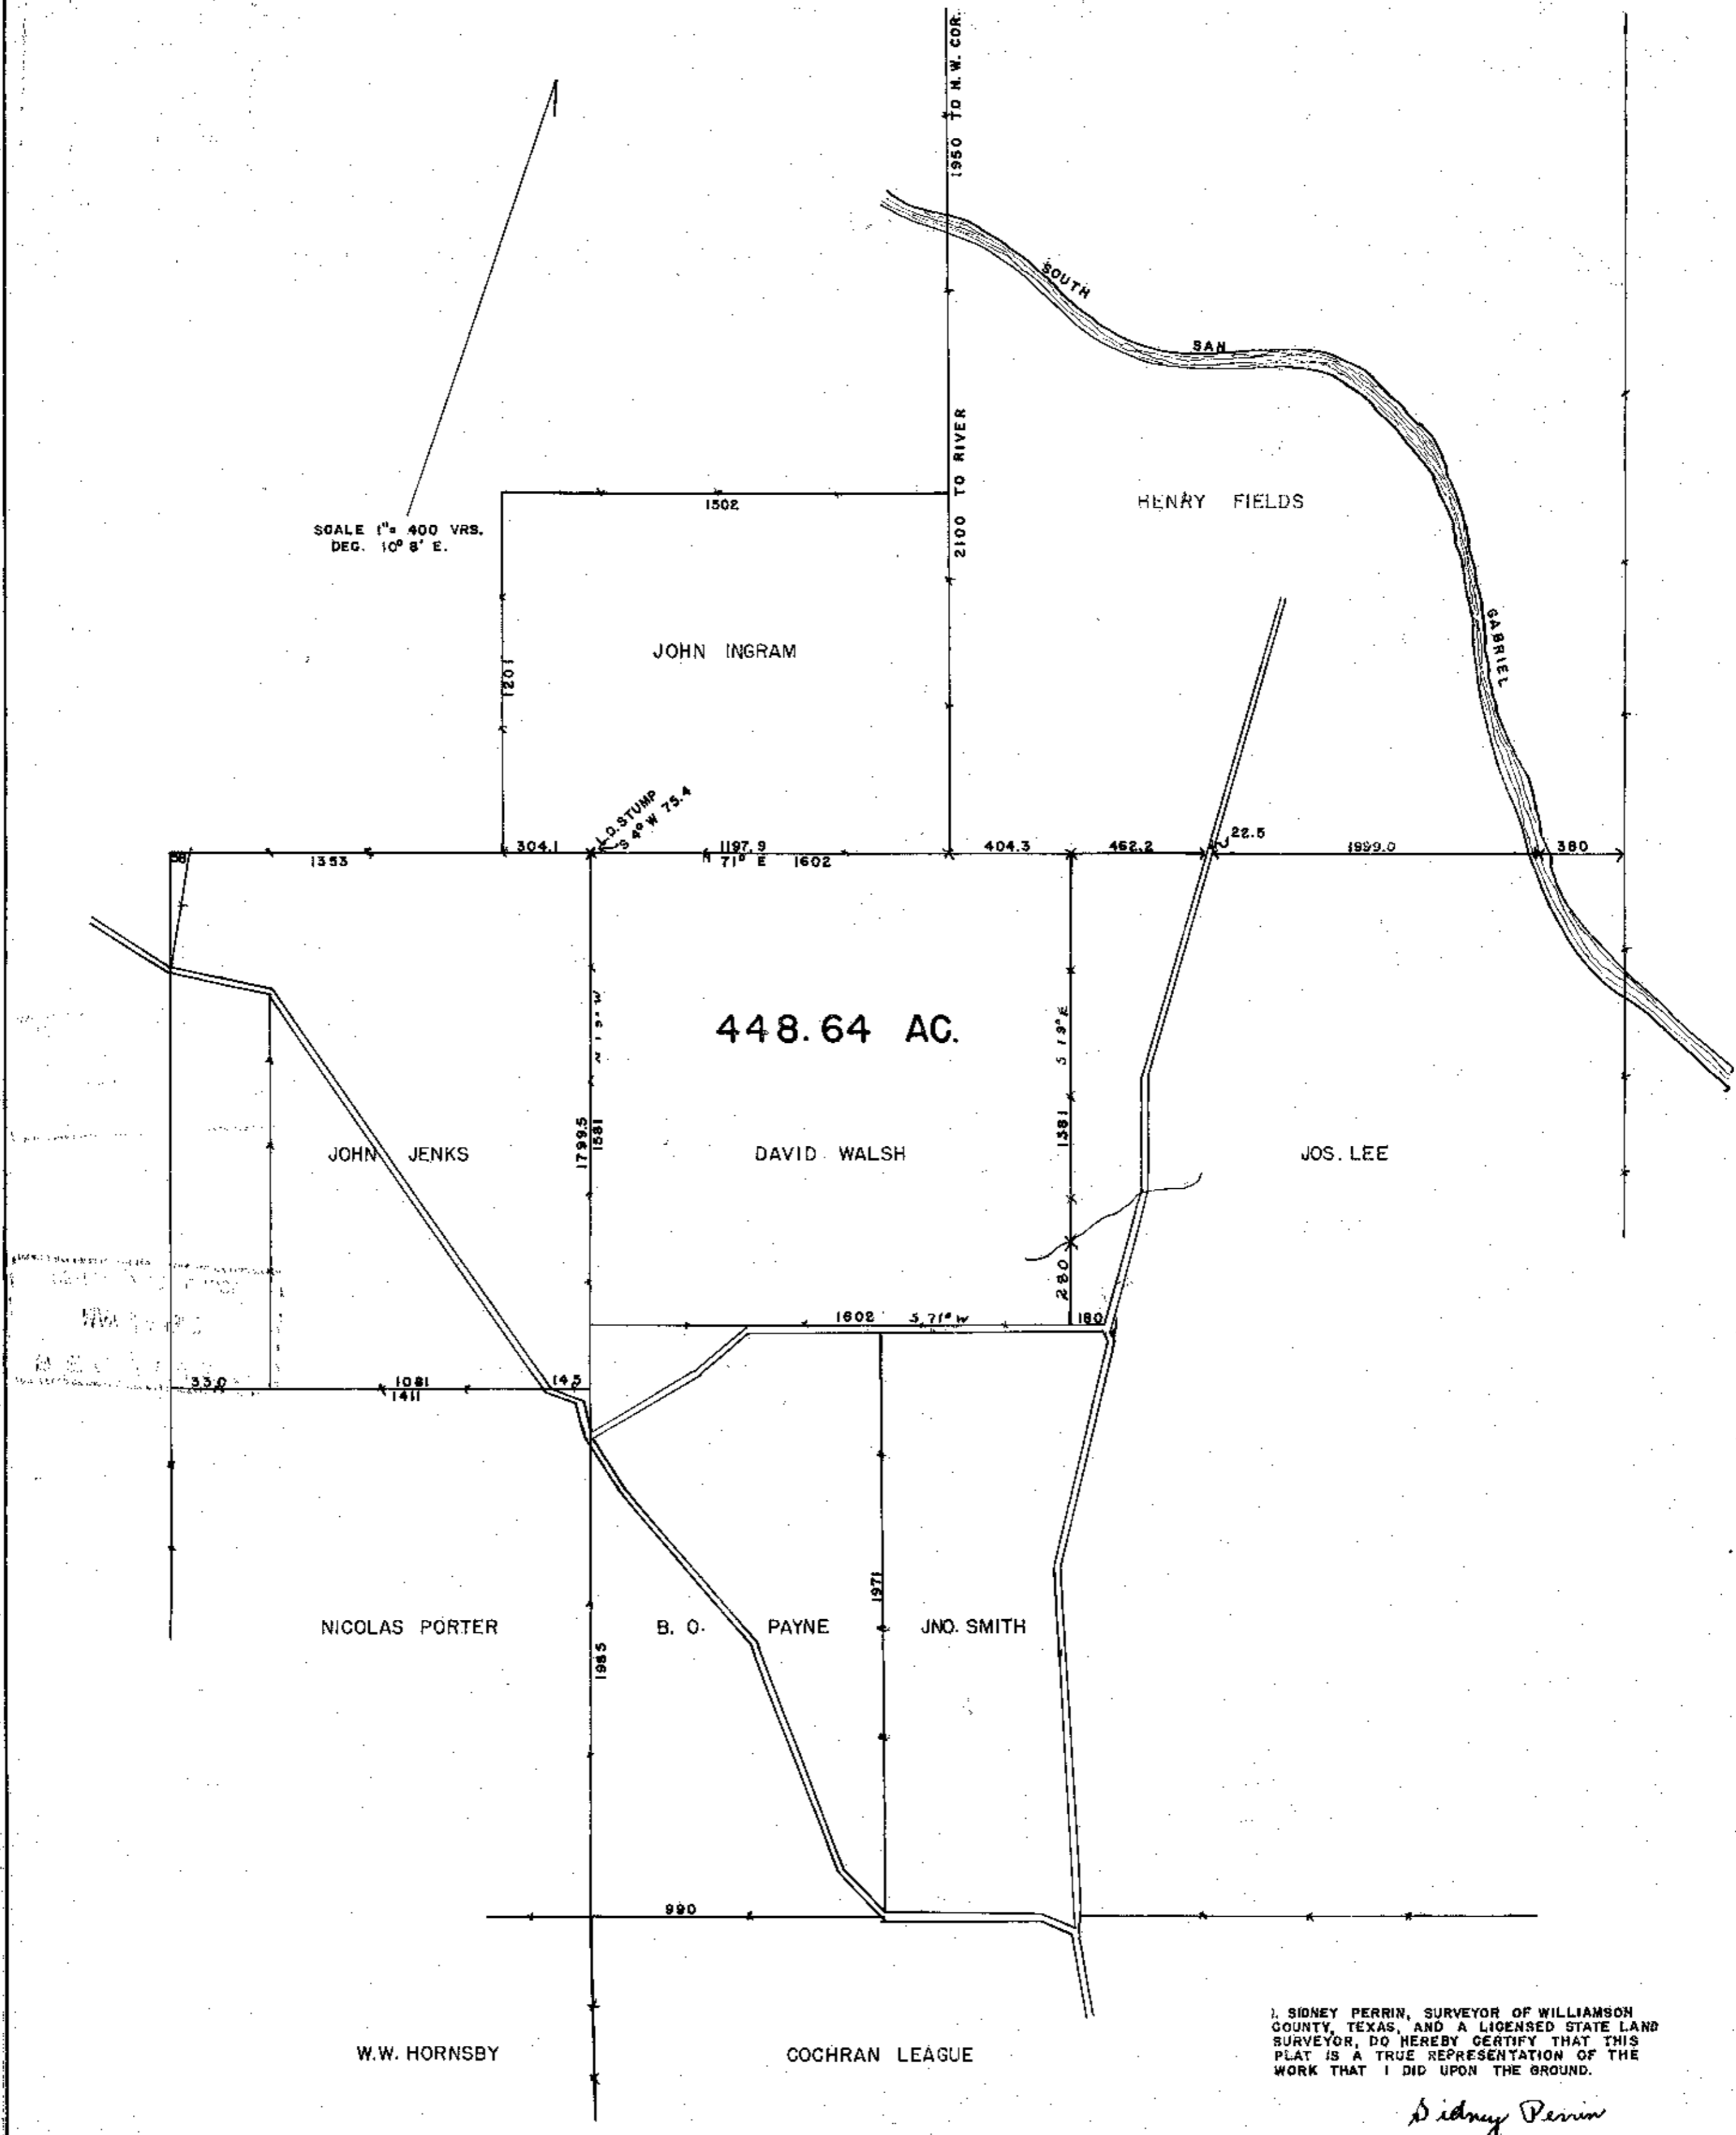 1950 TO N. W. COR.
SOUTH
SAN
GABRIEL
2100 TO RIVER
HENRY FIELDS
1502
SCALE 1"= 400 VRS.
DEG. 10° 8' E.
JOHN INGRAM
1201
L.O. STUMP
S 4° W 75.4
58
1353
304.1
1197.9
N 71° E 1602
404.3
462.2
22.5
1999.0
380
N 19° W
448.64 AC.
S 19° E
1799.5
1581
1581
JOHN JENKS
DAVID WALSH
JOS. LEE
280
1602 S 71° W
180
330
1081
1411
145
1971
NICOLAS PORTER
B. O. PAYNE
JNO. SMITH
1985
990
W.W. HORNSBY
COCHRAN LEAGUE
I, SIDNEY PERRIN, SURVEYOR OF WILLIAMSON
COUNTY, TEXAS, AND A LICENSED STATE LAND
SURVEYOR, DO HEREBY CERTIFY THAT THIS
PLAT IS A TRUE REPRESENTATION OF THE
WORK THAT I DID UPON THE GROUND.
Sidney Perrin